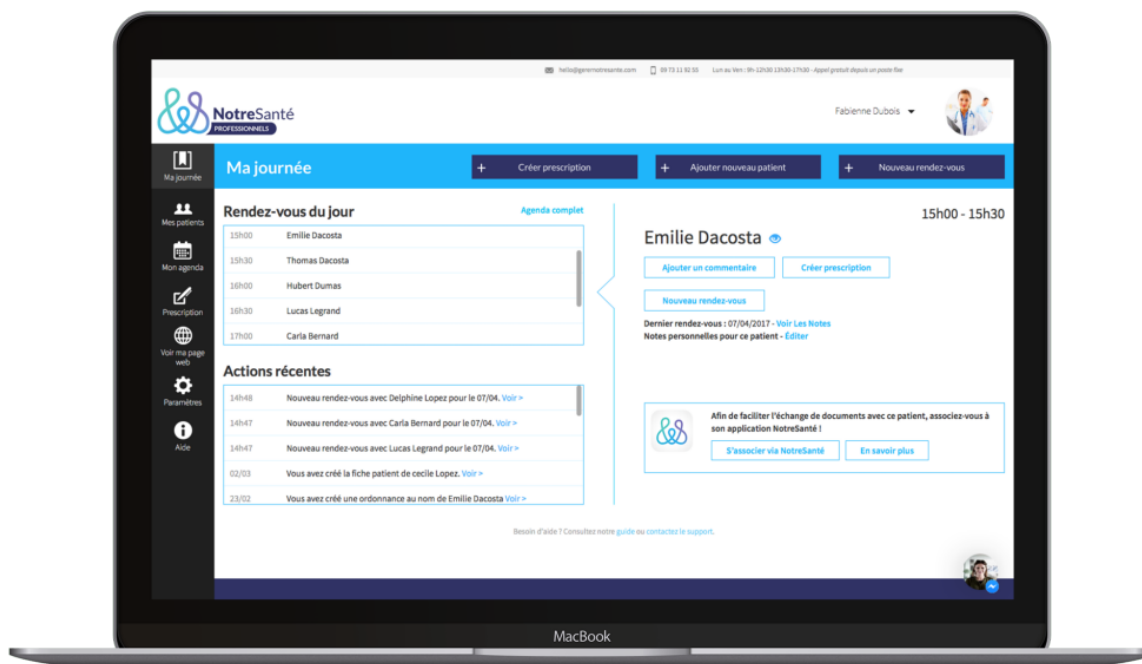 hello@gerernotresante.com 09 73 11 92 55 Lun au Ven : 9h-12h00 13h30-17h30 - Appel gratuit depuis un poste fixe
NotreSanté
PROFESSIONNELS
Fabienne Dubois
Ma journée
Mes patients
Mon agenda
Prescription
Voir ma page
web
Paramètres
Aide
Ma journée
+ Créer prescription
+ Ajouter nouveau patient
+ Nouveau rendez-vous
Rendez-vous du jour
Agenda complet
15h00 Emilie Dacosta
15h30 Thomas Dacosta
16h00 Hubert Dumas
16h30 Lucas Legrand
17h00 Carla Bernard
Actions récentes
14h48 Nouveau rendez-vous avec Delphine Lopez pour le 07/04. Voir >
14h47 Nouveau rendez-vous avec Carla Bernard pour le 07/04. Voir >
14h47 Nouveau rendez-vous avec Lucas Legrand pour le 07/04. Voir >
02/03 Vous avez créé la fiche patient de cecile Lopez. Voir >
23/02 Vous avez créé une ordonnance au nom de Emilie Dacosta Voir >
15h00 - 15h30
Emilie Dacosta
Ajouter un commentaire
Créer prescription
Nouveau rendez-vous
Dernier rendez-vous : 07/04/2017 - Voir Les Notes
Notes personnelles pour ce patient - Éditer
Afin de faciliter l'échange de documents avec ce patient, associez-vous à
son application NotreSanté !
S'associer via NotreSanté
En savoir plus
Besoin d'aide ? Consultez notre guide ou contactez le support.
MacBook